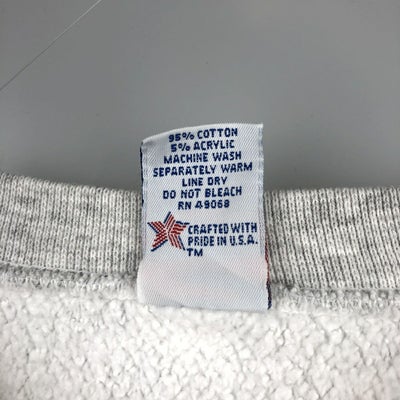 95% COTTON
5% ACRYLIC
MACHINE WASH
SEPARATELY WARM
LINE DRY
DO NOT BLEACH
RN 49068
CRAFTED WITH
PRIDE IN U.S.A.
TM